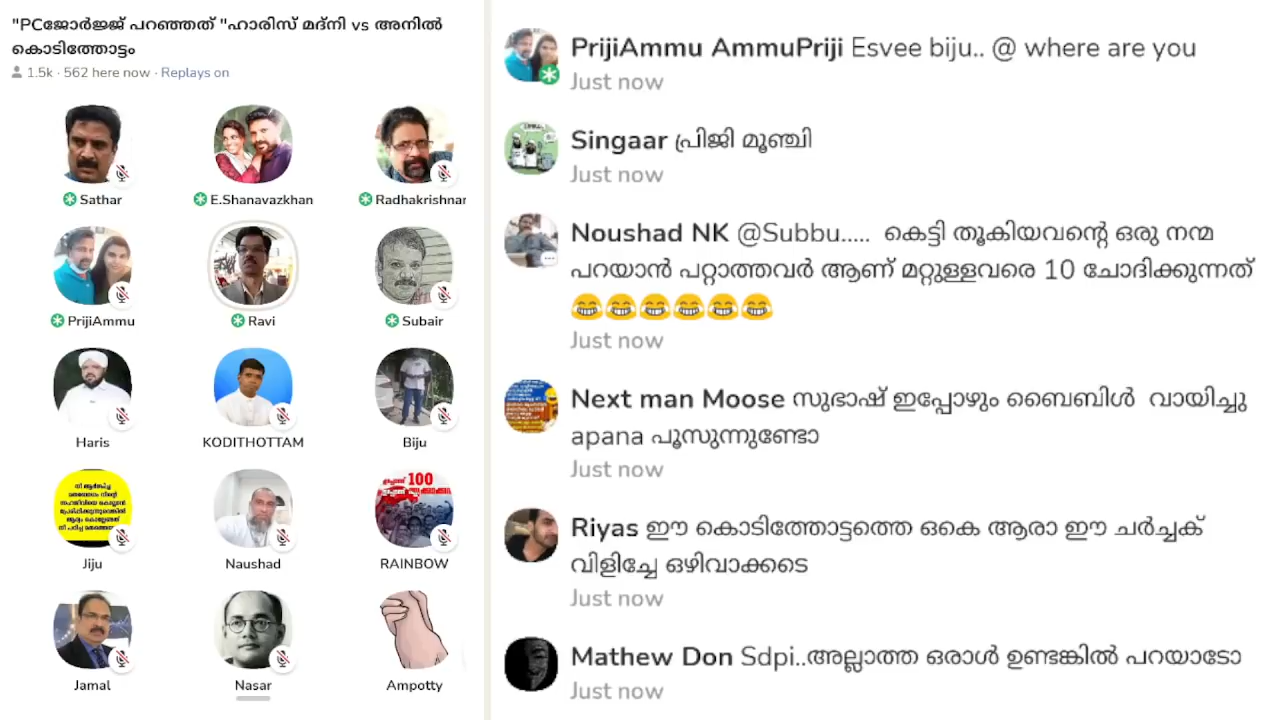 "PCജോർജ്ജ് പറഞ്ഞത് "ഹാരിസ് മദ്നി vs അനിൽ
കൊടിത്തോട്ടം
1.5k · 562 here now · Replays on
Sathar
E.Shanavazkhan
Radhakrishnan
PrijiAmmu
Ravi
Subair
Haris
KODITHOTTAM
Biju
100
Jiju
Naushad
RAINBOW
Jamal
Nasar
Ampotty
PrijiAmmu AmmuPriji Esvee biju.. @ where are you
Just now
Singaar പ്രിജി മൂഞ്ചി
Just now
Noushad NK @Subbu..... കെട്ടി തൂകിയവന്റെ ഒരു നന്മ
പറയാൻ പറ്റാത്തവർ ആണ് മറ്റുള്ളവരെ 10 ചോദിക്കുന്നത്
😂😂😂😂😂😂
Just now
Next man Moose സുഭാഷ് ഇപ്പോഴും ബൈബിൾ വായിച്ചു
apana പൂസുന്നുണ്ടോ
Just now
Riyas ഈ കൊടിത്തോട്ടത്തെ ഒകെ ആരാ ഈ ചർച്ചക്
വിളിച്ചേ ഒഴിവാക്കടെ
Just now
Mathew Don Sdpi..അല്ലാത്ത ഒരാൾ ഉണ്ടങ്കിൽ പറയാടോ
Just now